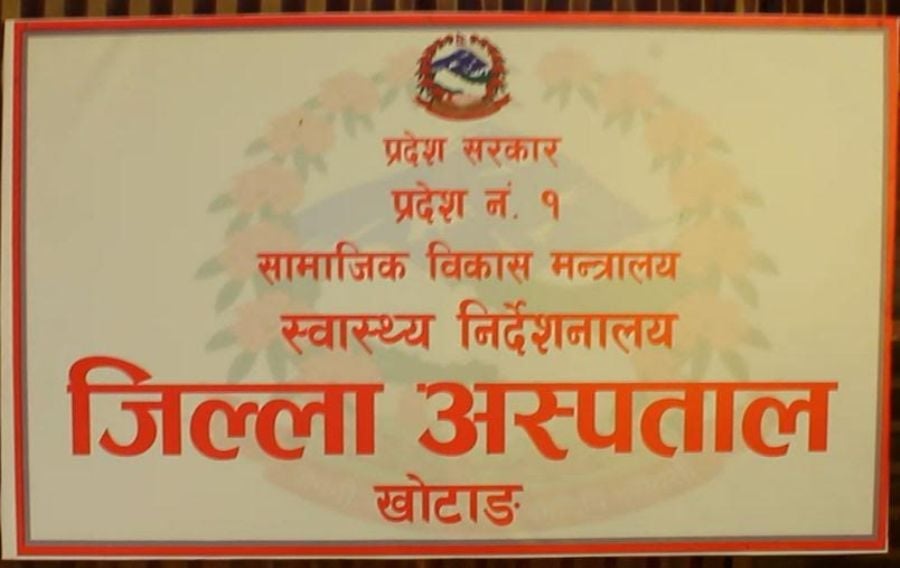 प्रदेश सरकार
प्रदेश नं. १
सामाजिक विकास मन्त्रालय
स्वास्थ्य निर्देशनालय
जिल्ला अस्पताल
खोटाङ